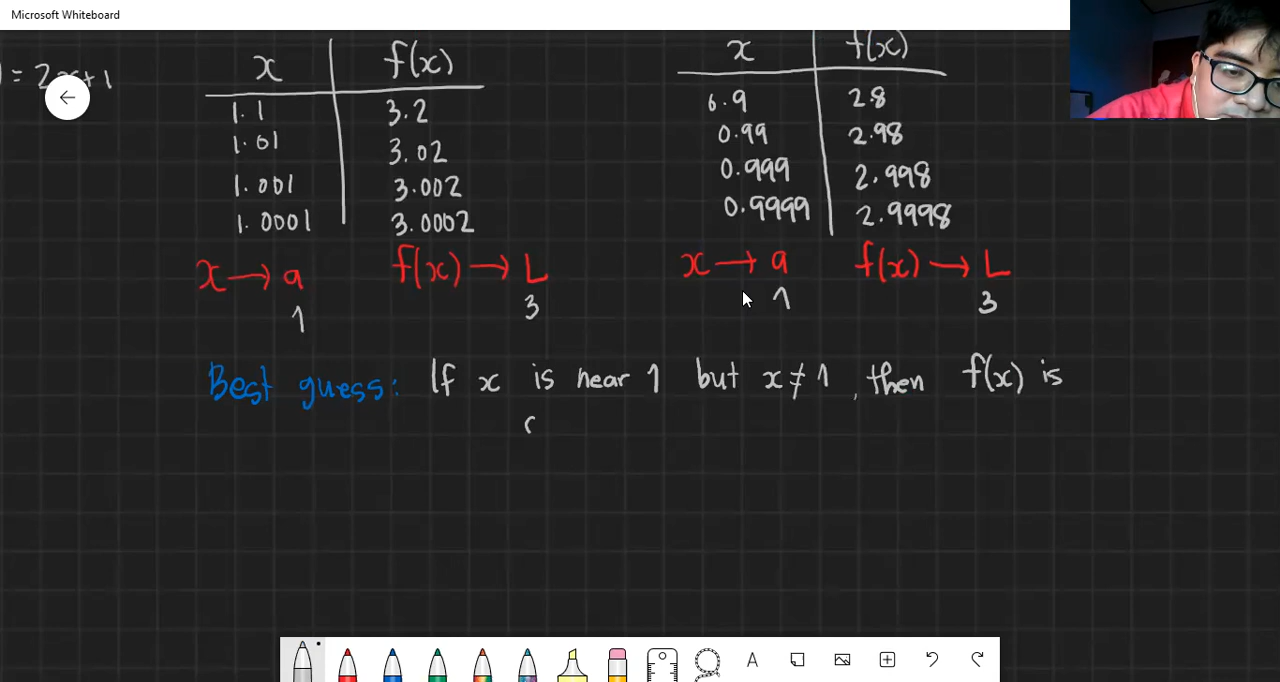 Microsoft Whiteboard
) = 2x+1
x f(x)
1.1 3.2
1.01 3.02
1.001 3.002
1.0001 3.0002
x → a f(x) → L
1 3
x f(x)
0.9 2.8
0.99 2.98
0.999 2.998
0.9999 2.9998
x → a f(x) → L
1 3
Best guess: If x is near 1 but x ≠ 1, then f(x) is
c
A